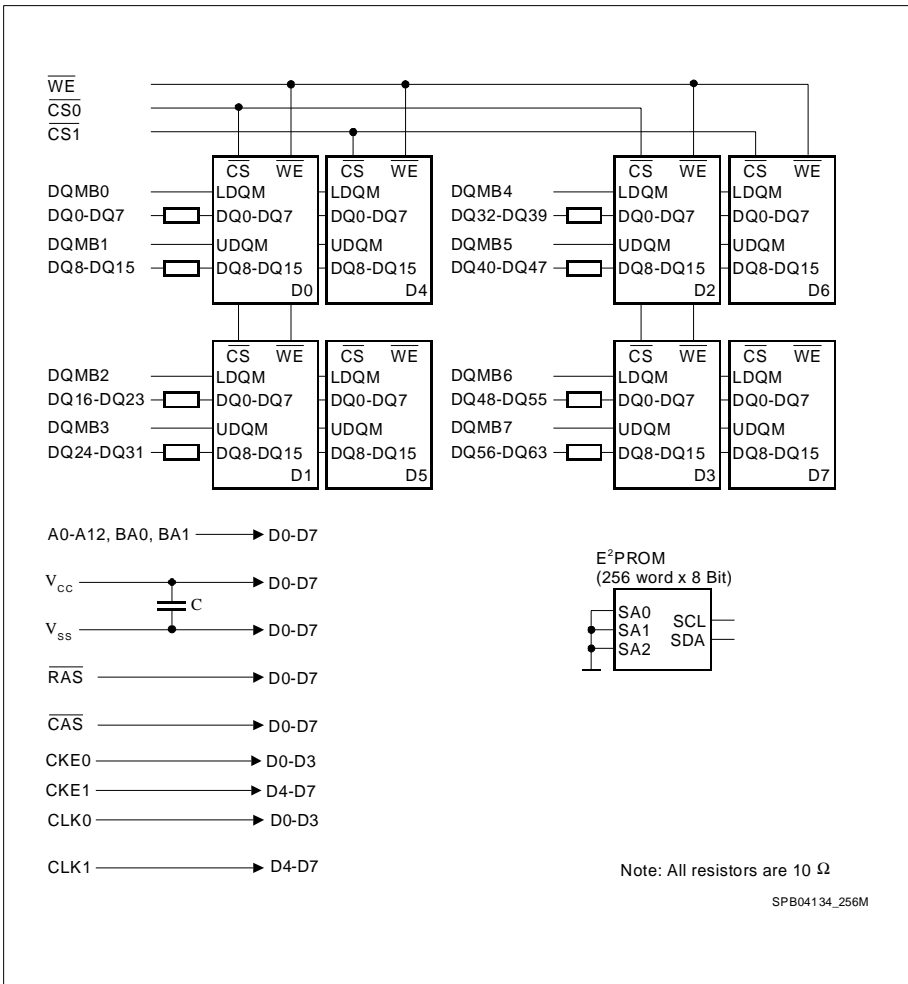 WE
CS0
CS1
CS WE CS WE CS WE CS WE
DQMB0 LDQM LDQM DQMB4 LDQM LDQM
DQ0-DQ7 DQ0-DQ7 DQ0-DQ7 DQ32-DQ39 DQ0-DQ7 DQ0-DQ7
DQMB1 UDQM UDQM DQMB5 UDQM UDQM
DQ8-DQ15 DQ8-DQ15 DQ8-DQ15 DQ40-DQ47 DQ8-DQ15 DQ8-DQ15
D0 D4 D2 D6
CS WE CS WE CS WE CS WE
DQMB2 LDQM LDQM DQMB6 LDQM LDQM
DQ16-DQ23 DQ0-DQ7 DQ0-DQ7 DQ48-DQ55 DQ0-DQ7 DQ0-DQ7
DQMB3 UDQM UDQM DQMB7 UDQM UDQM
DQ24-DQ31 DQ8-DQ15 DQ8-DQ15 DQ56-DQ63 DQ8-DQ15 DQ8-DQ15
D1 D5 D3 D7
A0-A12, BA0, BA1 D0-D7
VCC D0-D7
C
VSS D0-D7
RAS D0-D7
CAS D0-D7
CKE0 D0-D3
CKE1 D4-D7
CLK0 D0-D3
CLK1 D4-D7
E²PROM
(256 word x 8 Bit)
SA0 SCL
SA1 SDA
SA2
Note: All resistors are 10 Ω
SPB04134_256M